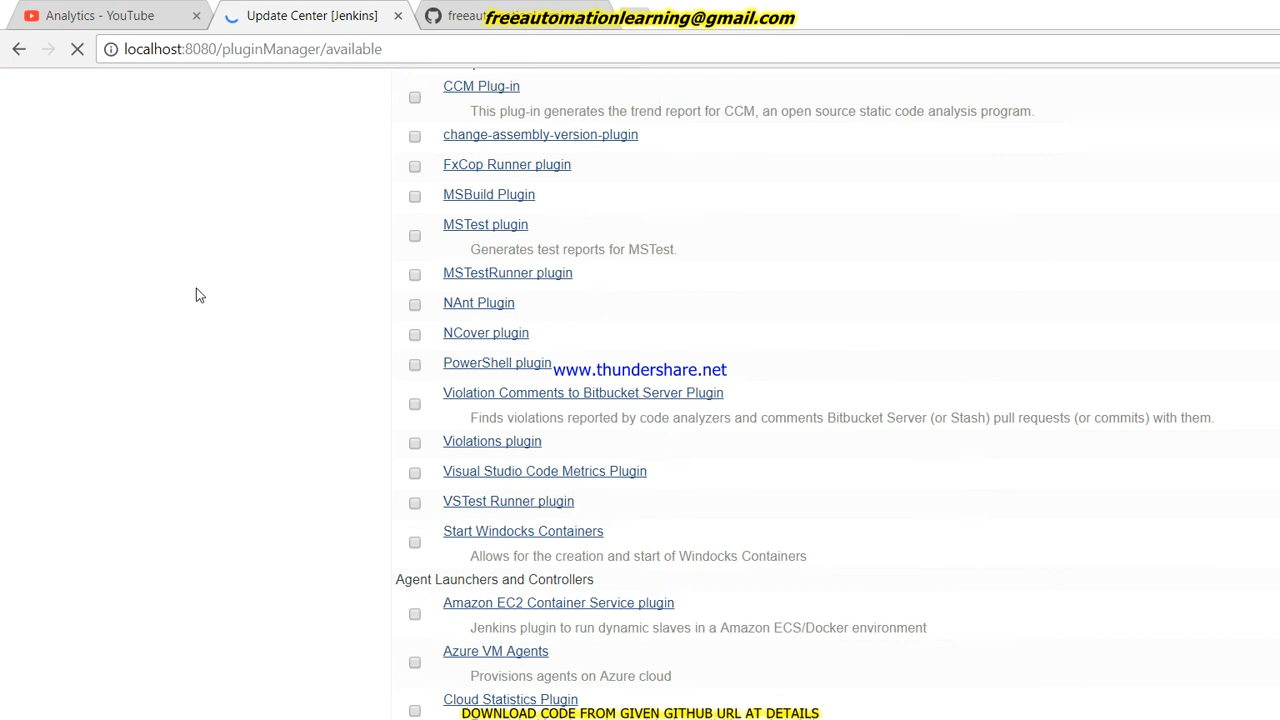 Analytics - YouTube
Update Center [Jenkins]
freeautomationlearning@gmail.com
localhost:8080/pluginManager/available
CCM Plug-in
This plug-in generates the trend report for CCM, an open source static code analysis program.
change-assembly-version-plugin
FxCop Runner plugin
MSBuild Plugin
MSTest plugin
Generates test reports for MSTest.
MSTestRunner plugin
NAnt Plugin
NCover plugin
PowerShell plugin
www.thundershare.net
Violation Comments to Bitbucket Server Plugin
Finds violations reported by code analyzers and comments Bitbucket Server (or Stash) pull requests (or commits) with them.
Violations plugin
Visual Studio Code Metrics Plugin
VSTest Runner plugin
Start Windocks Containers
Allows for the creation and start of Windocks Containers
Agent Launchers and Controllers
Amazon EC2 Container Service plugin
Jenkins plugin to run dynamic slaves in a Amazon ECS/Docker environment
Azure VM Agents
Provisions agents on Azure cloud
Cloud Statistics Plugin
DOWNLOAD CODE FROM GIVEN GITHUB URL AT DETAILS